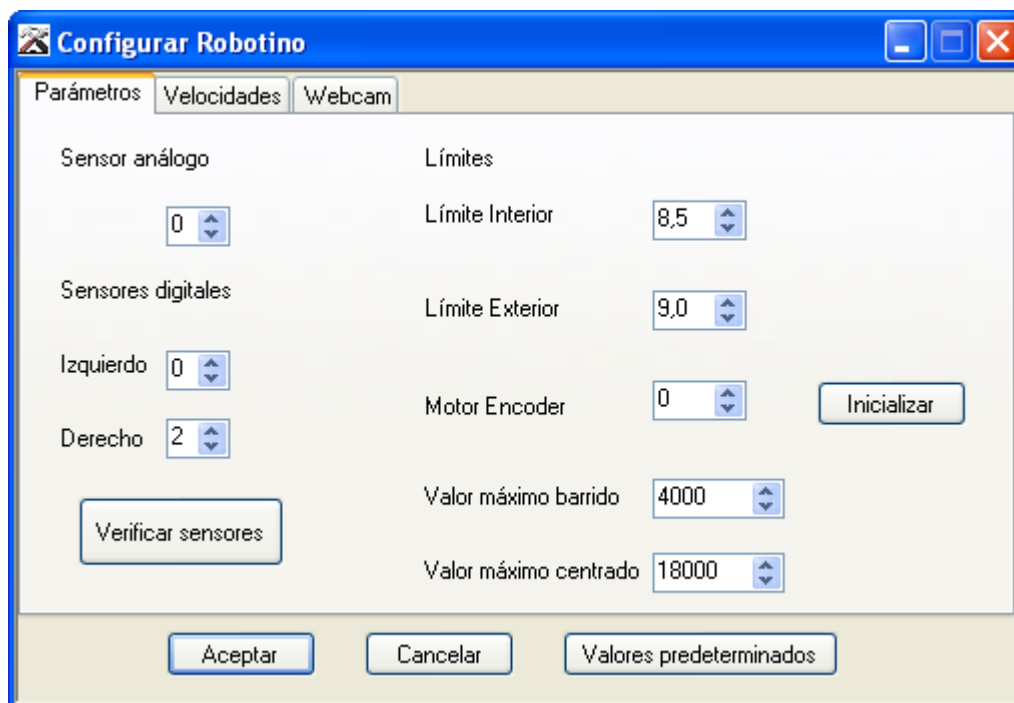 Configurar Robotino
Parámetros Velocidades Webcam
Sensor análogo
0
Sensores digitales
Izquierdo 0
Derecho 2
Verificar sensores
Límites
Límite Interior 8,5
Límite Exterior 9,0
Motor Encoder 0 Inicializar
Valor máximo barrido 4000
Valor máximo centrado 18000
Aceptar Cancelar Valores predeterminados